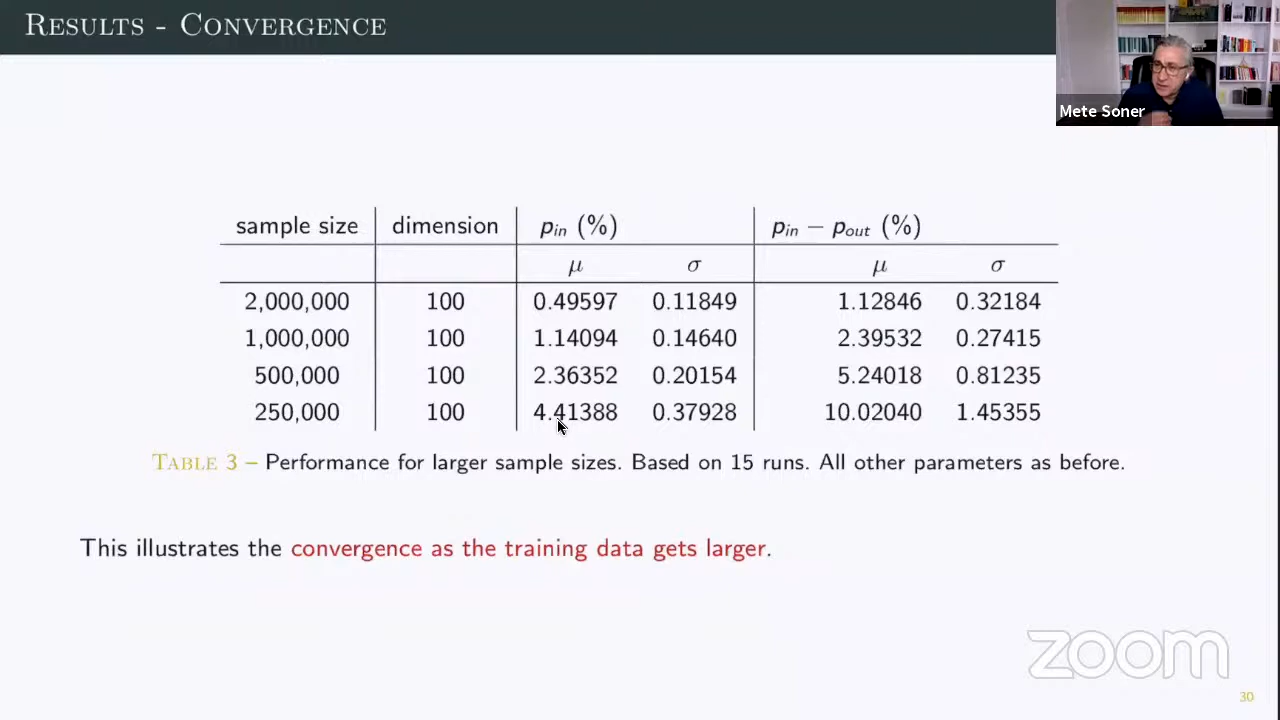 Results - Convergence
Mete Soner
sample size dimension p_in (%) p_in − p_out (%)
μ σ μ σ
2,000,000 100 0.49597 0.11849 1.12846 0.32184
1,000,000 100 1.14094 0.14640 2.39532 0.27415
500,000 100 2.36352 0.20154 5.24018 0.81235
250,000 100 4.41388 0.37928 10.02040 1.45355
Table 3 – Performance for larger sample sizes. Based on 15 runs. All other parameters as before.
This illustrates the convergence as the training data gets larger.
zoom
30